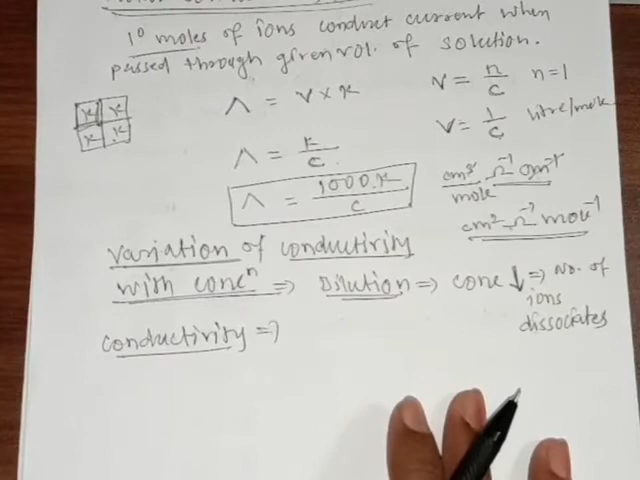 1° moles of ions conduct current when
passed through given vol. of solution.
κ κ
κ κ
Λ = V × κ
V = n/c n=1
V = 1/c litre/mole
Λ = κ/c
Λ = 1000.κ/c
cm³/mole Ω⁻¹ cm⁻¹
cm² Ω⁻¹ mol⁻¹
Variation of conductivity
with concⁿ => Dilution => conc ↓ => No. of
ions
dissociates
conductivity =>